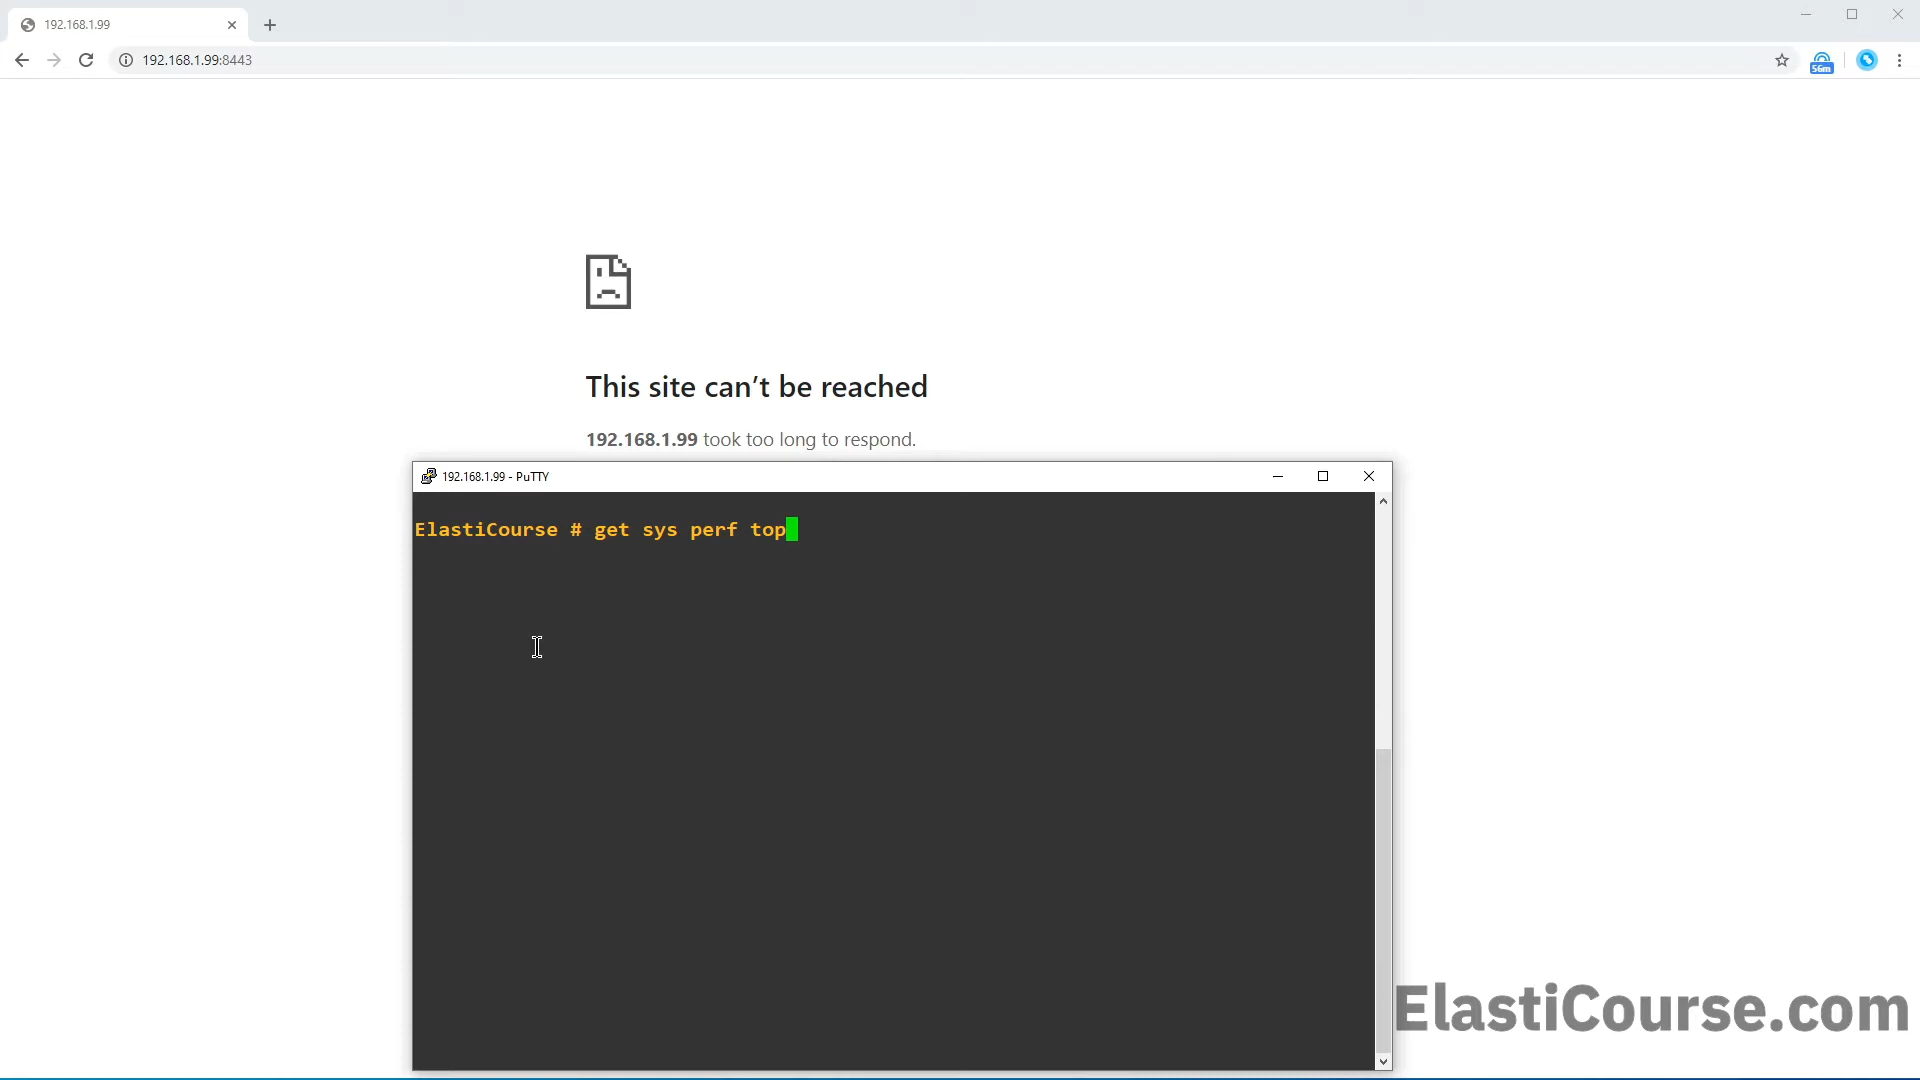 192.168.1.99
192.168.1.99:8443
56m
This site can’t be reached
192.168.1.99 took too long to respond.
192.168.1.99 - PuTTY
ElastiCourse # get sys perf top
ElastiCourse.com